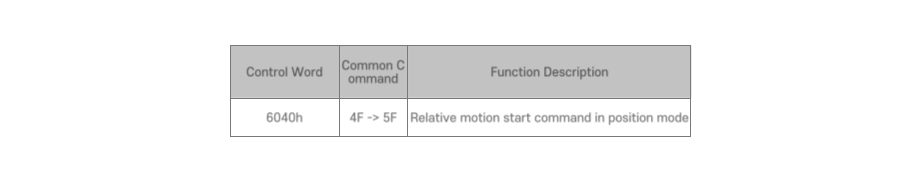 Control Word
Common C
ommand
Function Description
6040h
4F -> 5F
Relative motion start command in position mode